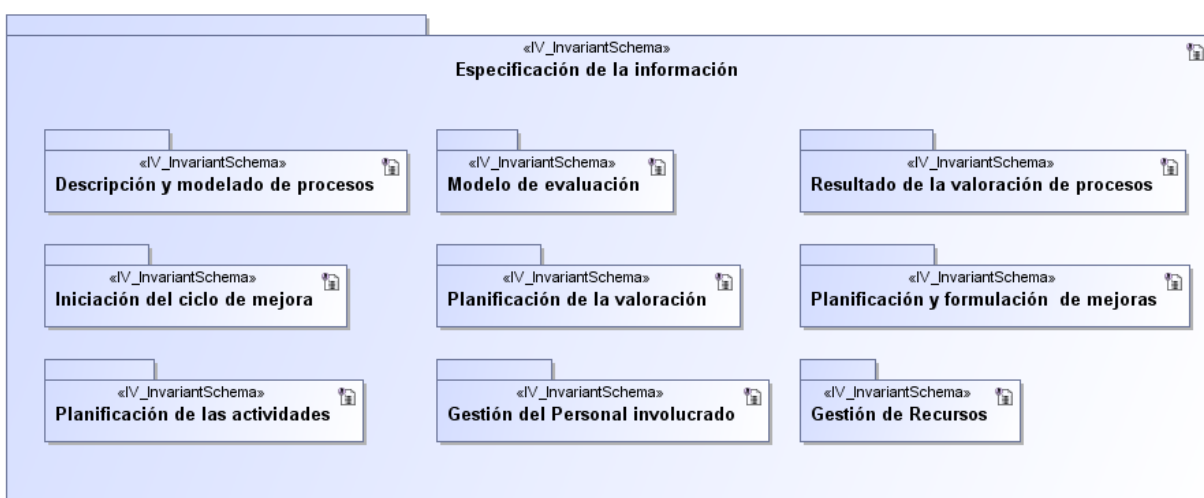 «IV_InvariantSchema»
Especificación de la información
«IV_InvariantSchema»
Descripción y modelado de procesos
«IV_InvariantSchema»
Modelo de evaluación
«IV_InvariantSchema»
Resultado de la valoración de procesos
«IV_InvariantSchema»
Iniciación del ciclo de mejora
«IV_InvariantSchema»
Planificación de la valoración
«IV_InvariantSchema»
Planificación y formulación de mejoras
«IV_InvariantSchema»
Planificación de las actividades
«IV_InvariantSchema»
Gestión del Personal involucrado
«IV_InvariantSchema»
Gestión de Recursos